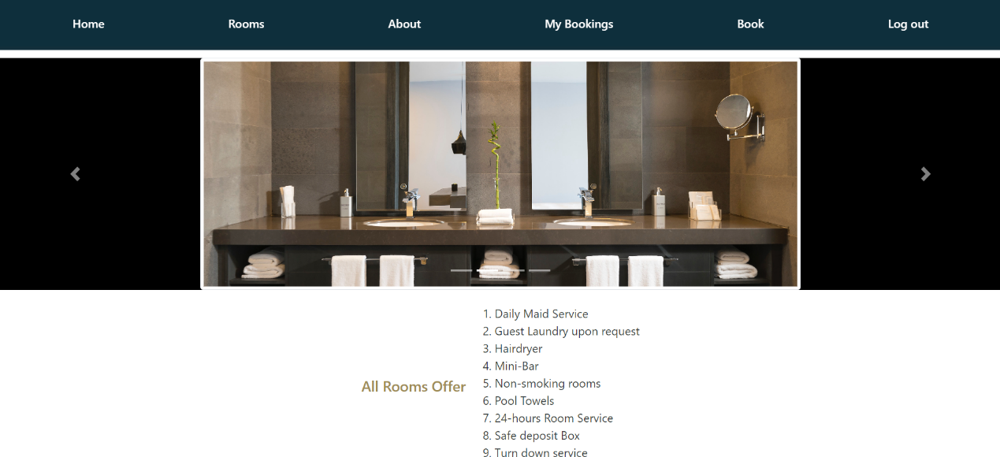 Home Rooms About My Bookings Book Log out
1. Daily Maid Service
2. Guest Laundry upon request
3. Hairdryer
4. Mini-Bar
All Rooms Offer
5. Non-smoking rooms
6. Pool Towels
7. 24-hours Room Service
8. Safe deposit Box
9. Turn down service